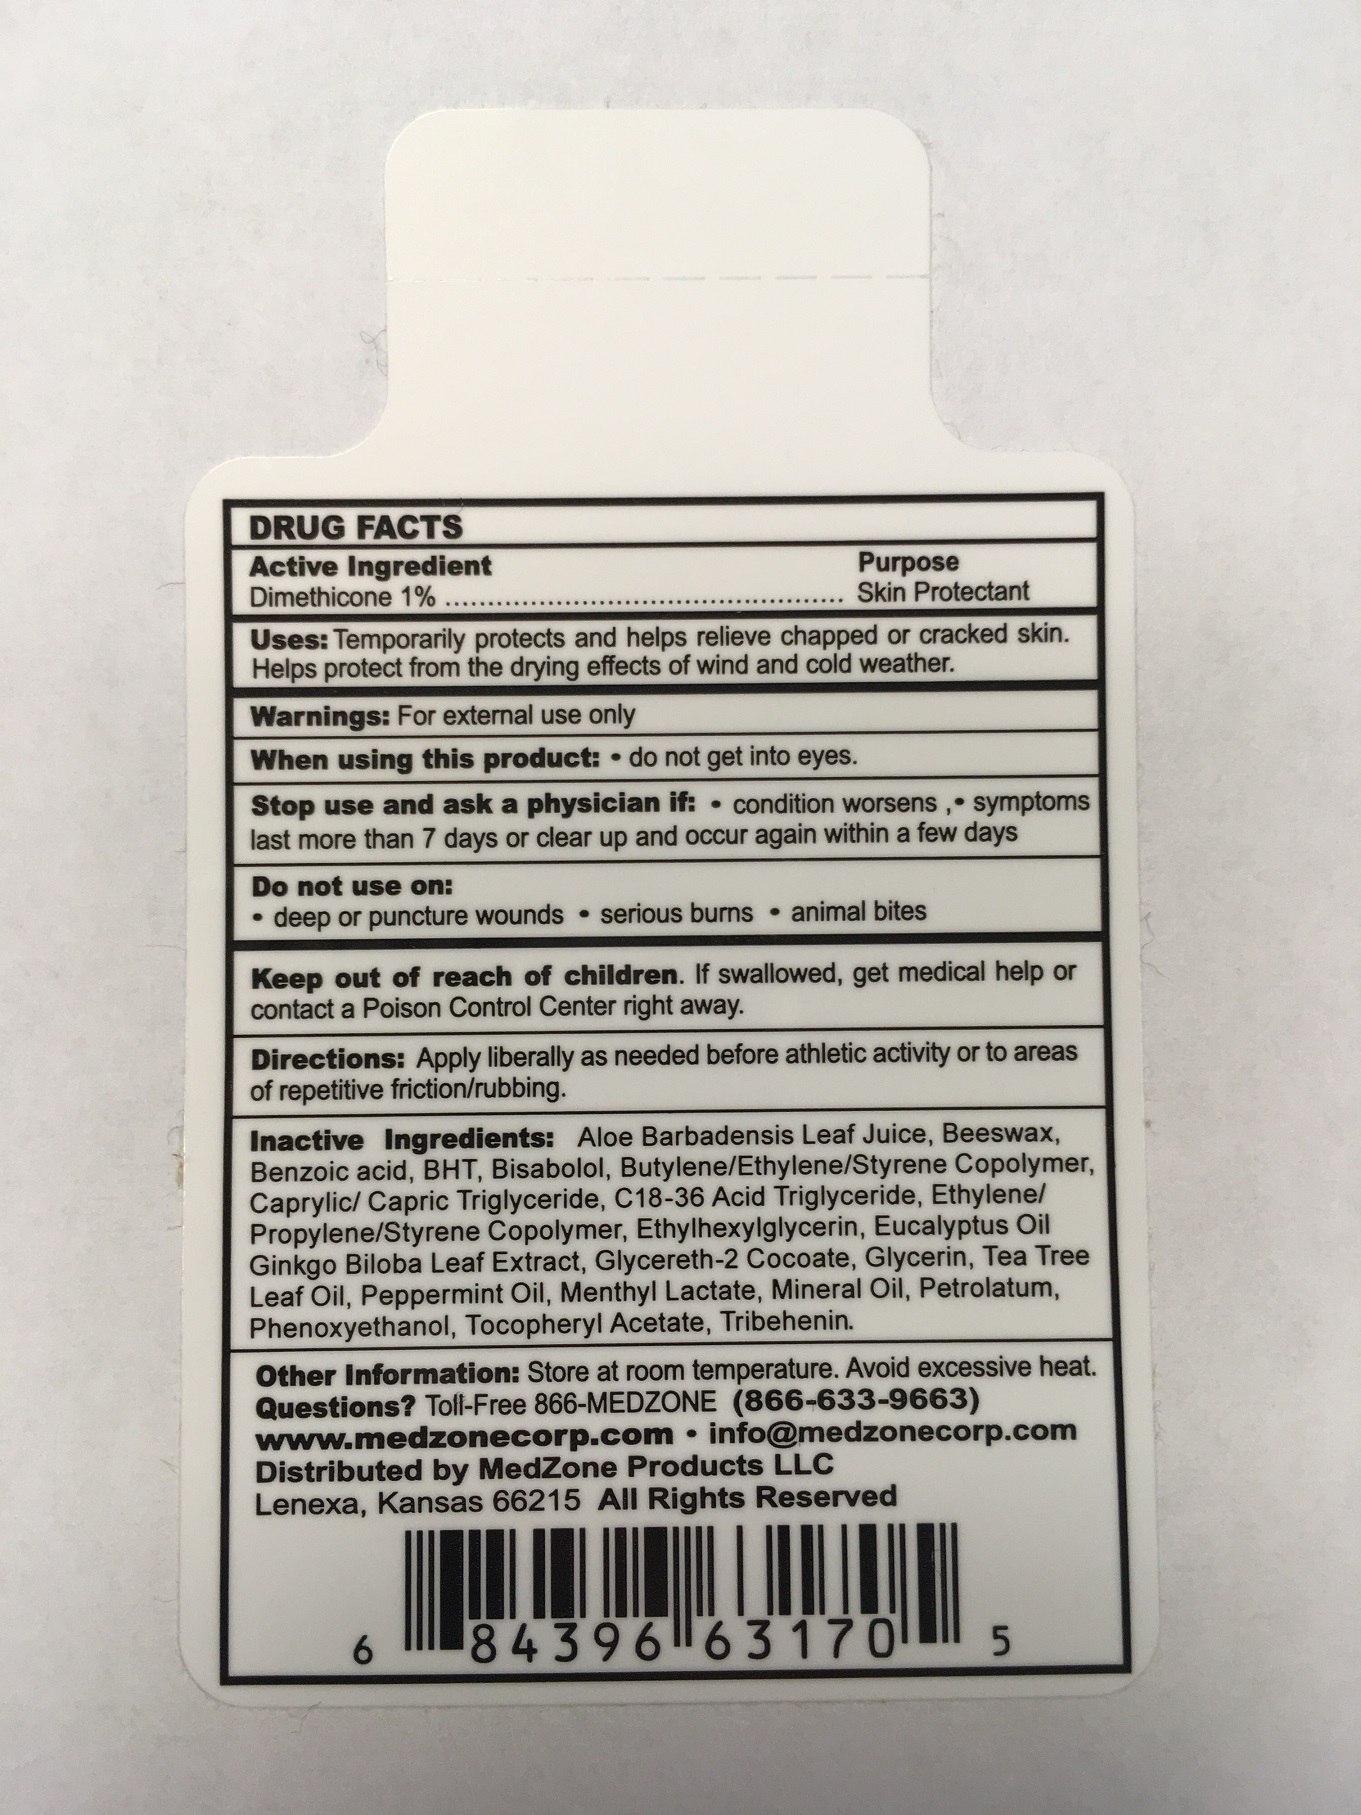 DRUG FACTS
Active Ingredient Purpose
Dimethicone 1% ................................................ Skin Protectant
Uses: Temporarily protects and helps relieve chapped or cracked skin.
Helps protect from the drying effects of wind and cold weather.
Warnings: For external use only
When using this product: • do not get into eyes.
Stop use and ask a physician if: • condition worsens ,• symptoms
last more than 7 days or clear up and occur again within a few days
Do not use on:
• deep or puncture wounds • serious burns • animal bites
Keep out of reach of children. If swallowed, get medical help or
contact a Poison Control Center right away.
Directions: Apply liberally as needed before athletic activity or to areas
of repetitive friction/rubbing.
Inactive Ingredients: Aloe Barbadensis Leaf Juice, Beeswax,
Benzoic acid, BHT, Bisabolol, Butylene/Ethylene/Styrene Copolymer,
Caprylic/ Capric Triglyceride, C18-36 Acid Triglyceride, Ethylene/
Propylene/Styrene Copolymer, Ethylhexylglycerin, Eucalyptus Oil
Ginkgo Biloba Leaf Extract, Glycereth-2 Cocoate, Glycerin, Tea Tree
Leaf Oil, Peppermint Oil, Menthyl Lactate, Mineral Oil, Petrolatum,
Phenoxyethanol, Tocopheryl Acetate, Tribehenin.
Other Information: Store at room temperature. Avoid excessive heat.
Questions? Toll-Free 866-MEDZONE (866-633-9663)
www.medzonecorp.com • info@medzonecorp.com
Distributed by MedZone Products LLC
Lenexa, Kansas 66215 All Rights Reserved
6 84396 63170 5